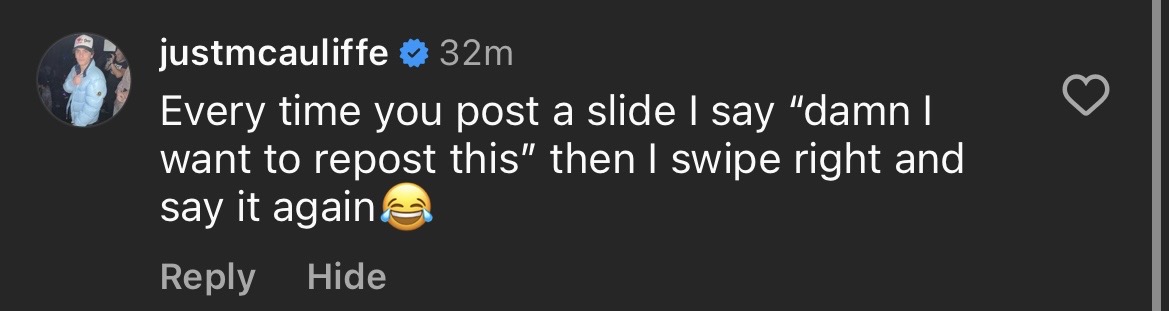 justmcauliffe 32m
Every time you post a slide I say “damn I
want to repost this” then I swipe right and
say it again😂
Reply Hide